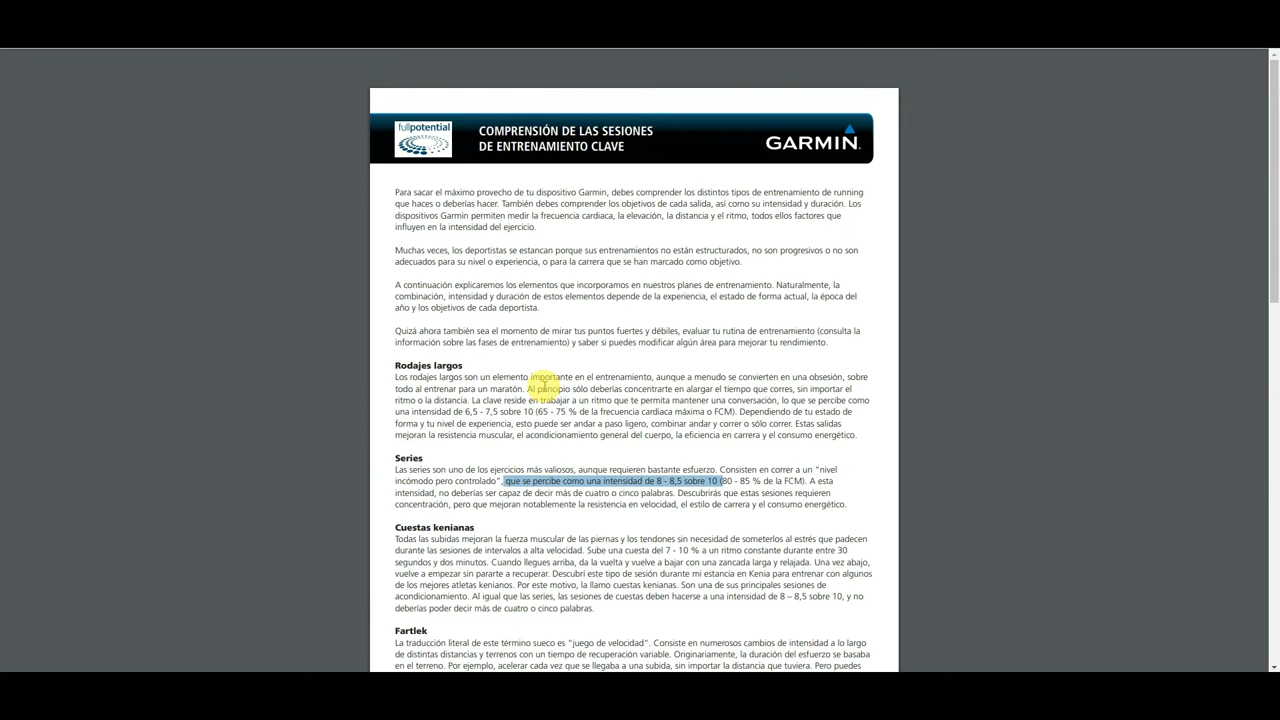 fullpotential
COMPRENSIÓN DE LAS SESIONES
DE ENTRENAMIENTO CLAVE
GARMIN
Para sacar el máximo provecho de tu dispositivo Garmin, debes comprender los distintos tipos de entrenamiento de running
que haces o deberías hacer. También debes comprender los objetivos de cada salida, así como su intensidad y duración. Los
dispositivos Garmin permiten medir la frecuencia cardiaca, la elevación, la distancia y el ritmo, todos ellos factores que
influyen en la intensidad del ejercicio.
Muchas veces, los deportistas se estancan porque sus entrenamientos no están estructurados, no son progresivos o no son
adecuados para su nivel o experiencia, o para la carrera que se han marcado como objetivo.
A continuación explicaremos los elementos que incorporamos en nuestros planes de entrenamiento. Naturalmente, la
combinación, intensidad y duración de estos elementos depende de la experiencia, el estado de forma actual, la época del
año y los objetivos de cada deportista.
Quizá ahora también sea el momento de mirar tus puntos fuertes y débiles, evaluar tu rutina de entrenamiento (consulta la
información sobre las fases de entrenamiento) y saber si puedes modificar algún área para mejorar tu rendimiento.
Rodajes largos
Los rodajes largos son un elemento importante en el entrenamiento, aunque a menudo se convierten en una obsesión, sobre
todo al entrenar para un maratón. Al principio sólo deberías concentrarte en alargar el tiempo que corres, sin importar el
ritmo o la distancia. La clave reside en trabajar a un ritmo que te permita mantener una conversación, lo que se percibe como
una intensidad de 6,5 - 7,5 sobre 10 (65 - 75 % de la frecuencia cardiaca máxima o FCM). Dependiendo de tu estado de
forma y tu nivel de experiencia, esto puede ser andar a paso ligero, combinar andar y correr o sólo correr. Estas salidas
mejoran la resistencia muscular, el acondicionamiento general del cuerpo, la eficiencia en carrera y el consumo energético.
Series
Las series son uno de los ejercicios más valiosos, aunque requieren bastante esfuerzo. Consisten en correr a un “nivel
incómodo pero controlado”, que se percibe como una intensidad de 8 - 8,5 sobre 10 (80 - 85 % de la FCM). A esta
intensidad, no deberías ser capaz de decir más de cuatro o cinco palabras. Descubrirás que estas sesiones requieren
concentración, pero que mejoran notablemente la resistencia en velocidad, el estilo de carrera y el consumo energético.
Cuestas kenianas
Todas las subidas mejoran la fuerza muscular de las piernas y los tendones sin necesidad de someterlos al estrés que padecen
durante las sesiones de intervalos a alta velocidad. Sube una cuesta del 7 - 10 % a un ritmo constante durante entre 30
segundos y dos minutos. Cuando llegues arriba, da la vuelta y vuelve a bajar con una zancada larga y relajada. Una vez abajo,
vuelve a empezar sin pararte a recuperar. Descubrí este tipo de sesión durante mi estancia en Kenia para entrenar con algunos
de los mejores atletas kenianos. Por este motivo, la llamo cuestas kenianas. Son una de sus principales sesiones de
acondicionamiento. Al igual que las series, las sesiones de cuestas deben hacerse a una intensidad de 8 – 8,5 sobre 10, y no
deberías poder decir más de cuatro o cinco palabras.
Fartlek
La traducción literal de este término sueco es “juego de velocidad”. Consiste en numerosos cambios de intensidad a lo largo
de distintas distancias y terrenos con un tiempo de recuperación variable. Originariamente, la duración del esfuerzo se basaba
en el terreno. Por ejemplo, acelerar cada vez que se llegaba a una subida, sin importar la distancia que tuviera. Pero puedes